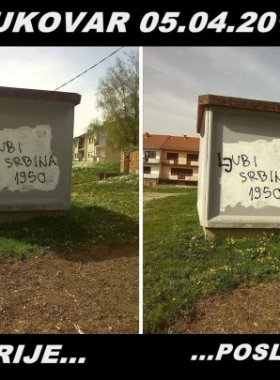 UKOVAR 05.04.20
UBI
SRBINA
1950
LJUBI
SRBINA
1950
RIJE...
...POSL